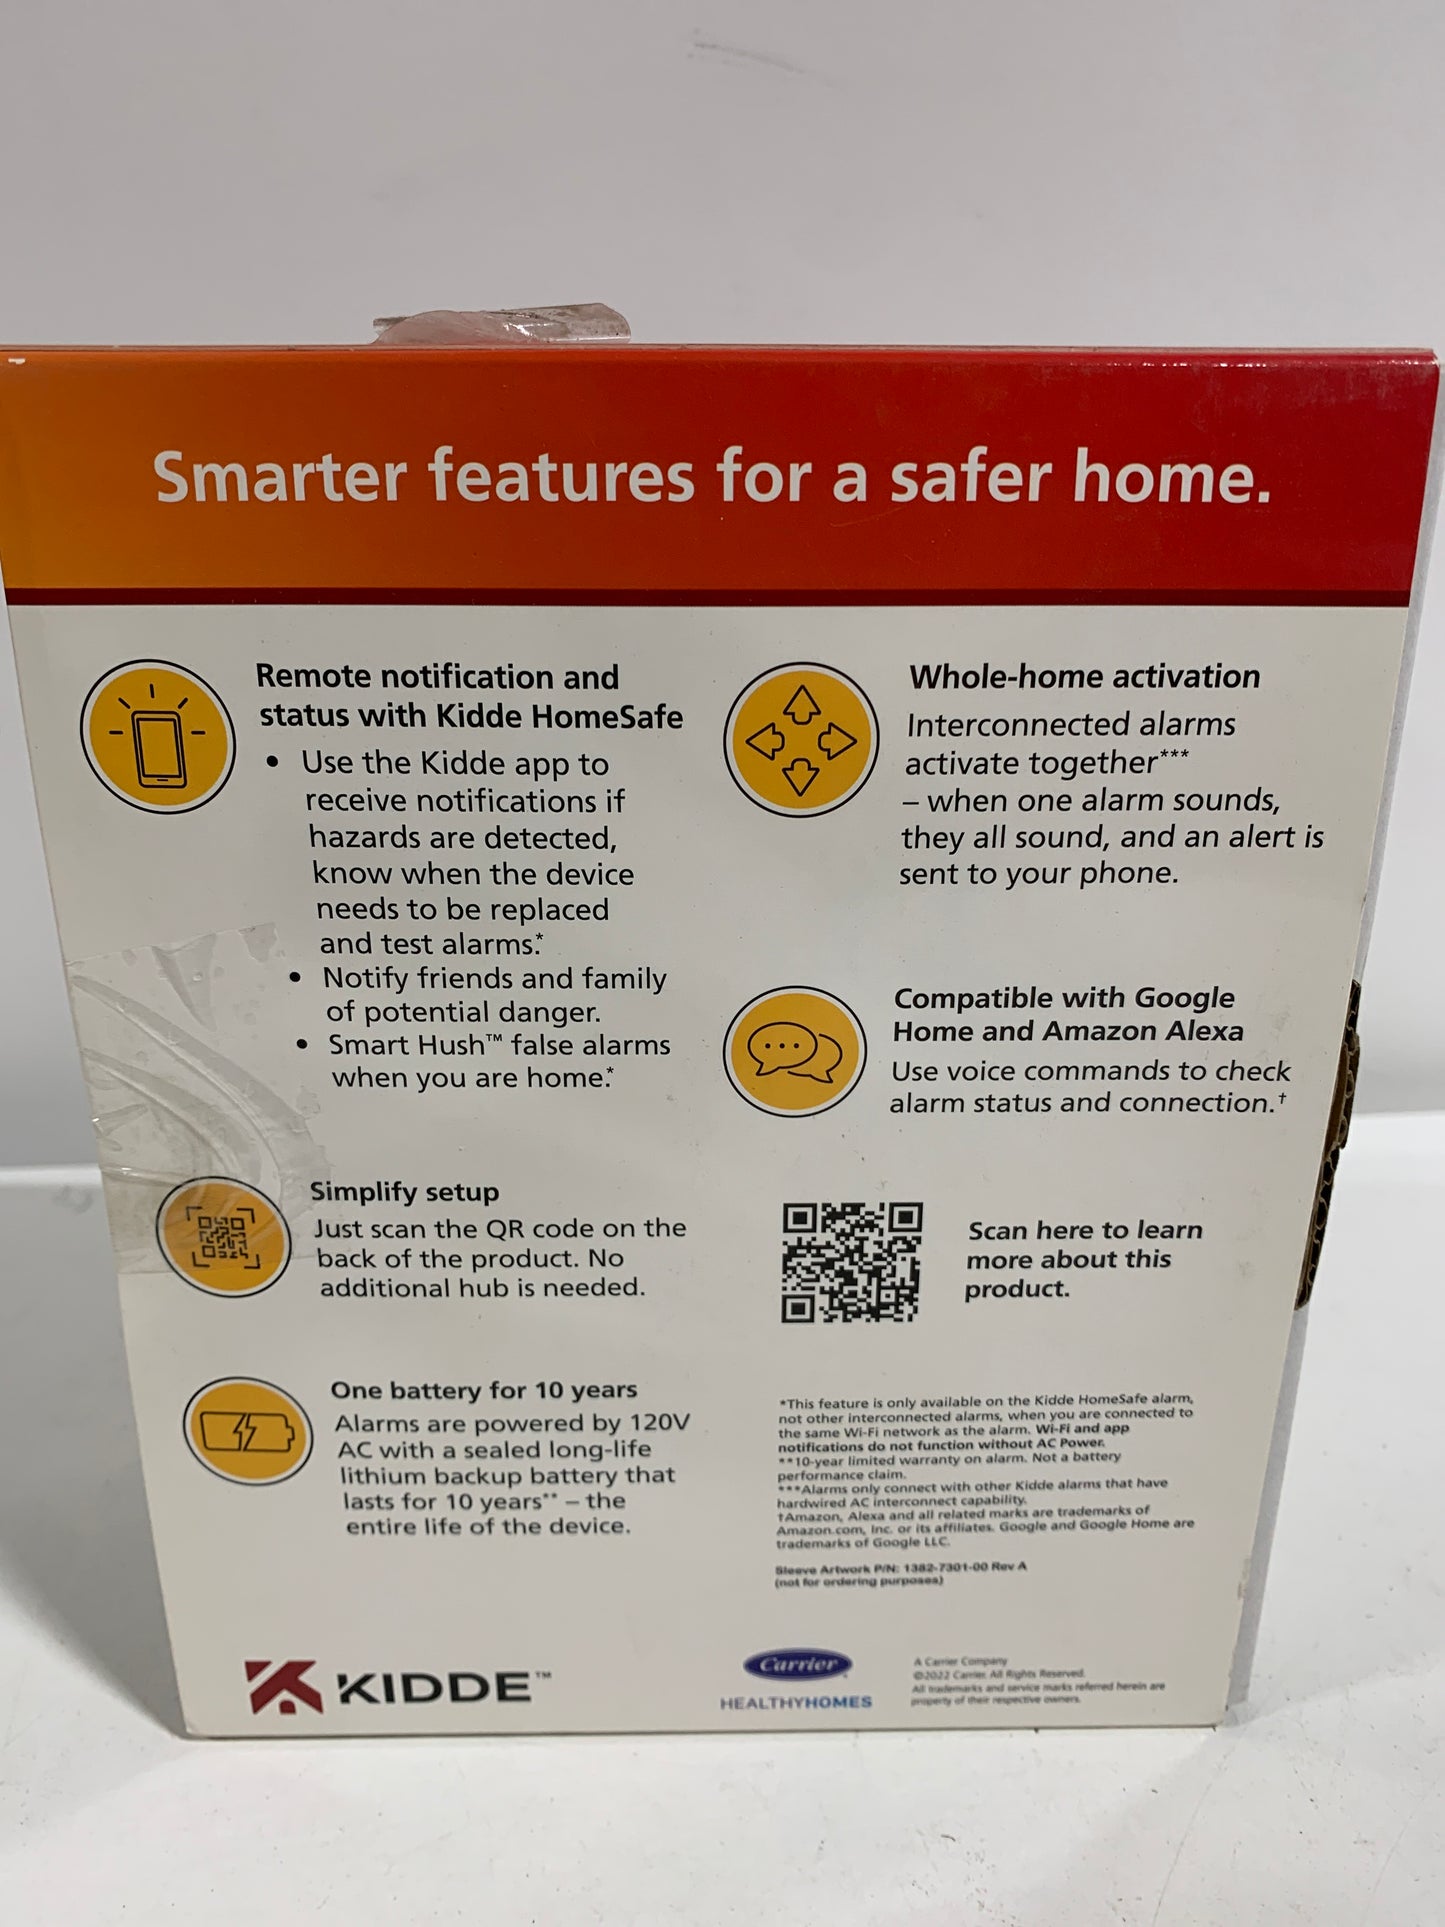 Smarter features for a safer home.
Remote notification and
status with Kidde HomeSafe
• Use the Kidde app to
receive notifications if
hazards are detected,
know when the device
needs to be replaced
and test alarms.*
• Notify friends and family
of potential danger.
• Smart Hush™ false alarms
when you are home.*
Simplify setup
Just scan the QR code on the
back of the product. No
additional hub is needed.
One battery for 10 years
Alarms are powered by 120V
AC with a sealed long-life
lithium backup battery that
lasts for 10 years** – the
entire life of the device.
Whole-home activation
Interconnected alarms
activate together***
– when one alarm sounds,
they all sound, and an alert is
sent to your phone.
Compatible with Google
Home and Amazon Alexa
Use voice commands to check
alarm status and connection.†
Scan here to learn
more about this
product.
*This feature is only available on the Kidde HomeSafe alarm,
not other interconnected alarms, when you are connected to
the same Wi-Fi network as the alarm. Wi-Fi and app
notifications do not function without AC Power.
**10-year limited warranty on alarm. Not a battery
performance claim.
***Alarms only connect with other Kidde alarms that have
hardwired AC interconnect capability.
†Amazon, Alexa and all related marks are trademarks of
Amazon.com, Inc. or its affiliates. Google and Google Home are
trademarks of Google LLC.
Sleeve Artwork P/N: 1382-7301-00 Rev A
(not for ordering purposes)
KIDDE™
Carrier
HEALTHYHOMES
A Carrier Company
©2022 Carrier. All Rights Reserved.
All trademarks and service marks referred herein are
property of their respective owners.